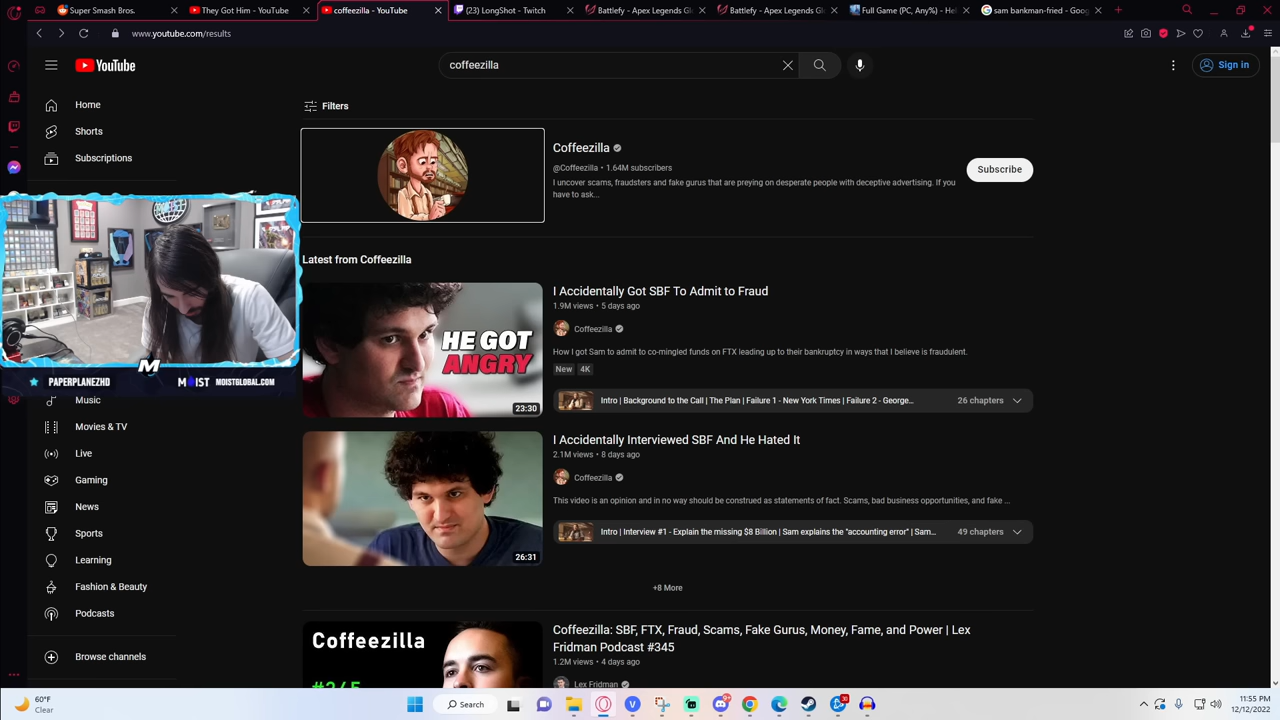 Super Smash Bros.
They Got Him - YouTube
coffeezilla - YouTube
(23) LongShot - Twitch
Battlefy - Apex Legends Gl
Battlefy - Apex Legends Gl
Full Game (PC, Any%) - Hel
sam bankman-fried - Goog
www.youtube.com/results
YouTube
coffeezilla
Sign in
Home
Shorts
Subscriptions
Filters
Coffeezilla
@Coffeezilla • 1.64M subscribers
I uncover scams, fraudsters and fake gurus that are preying on desperate people with deceptive advertising. If you
have to ask...
Subscribe
Latest from Coffeezilla
HE GOT
ANGRY
23:30
I Accidentally Got SBF To Admit to Fraud
1.9M views • 5 days ago
Coffeezilla
How I got Sam to admit to co-mingled funds on FTX leading up to their bankruptcy in ways that I believe is fraudulent.
New 4K
Intro | Background to the Call | The Plan | Failure 1 - New York Times | Failure 2 - George...
26 chapters
M
PAPERPLANEZHD
MOIST MOISTGLOBAL.COM
Music
Movies & TV
Live
Gaming
News
Sports
Learning
Fashion & Beauty
Podcasts
Browse channels
26:31
I Accidentally Interviewed SBF And He Hated It
2.1M views • 8 days ago
Coffeezilla
This video is an opinion and in no way should be construed as statements of fact. Scams, bad business opportunities, and fake ...
Intro | Interview #1 - Explain the missing $8 Billion | Sam explains the "accounting error" | Sam...
49 chapters
+8 More
Coffeezilla
Coffeezilla: SBF, FTX, Fraud, Scams, Fake Gurus, Money, Fame, and Power | Lex
Fridman Podcast #345
1.2M views • 4 days ago
Lex Fridman
60°F
Clear
Search
11:55 PM
12/12/2022